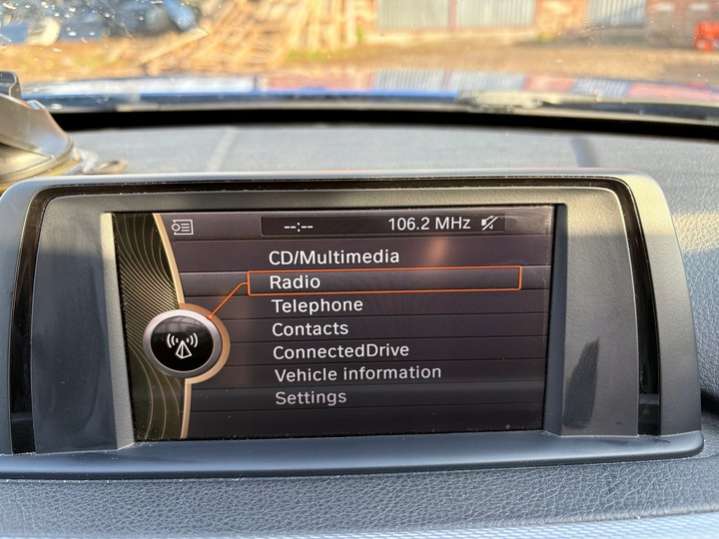 --:-- 106.2 MHz
CD/Multimedia
Radio
Telephone
Contacts
ConnectedDrive
Vehicle information
Settings